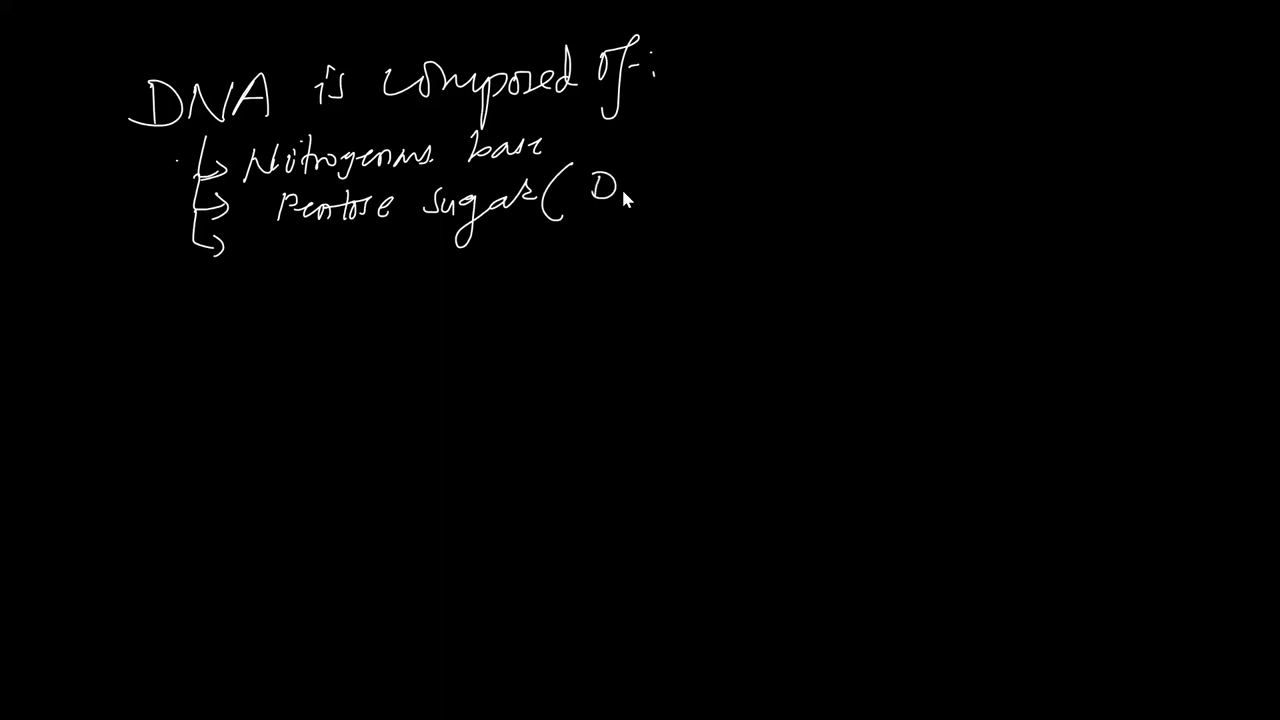 DNA is composed of:
Nitrogenous base
Pentose sugar ( D